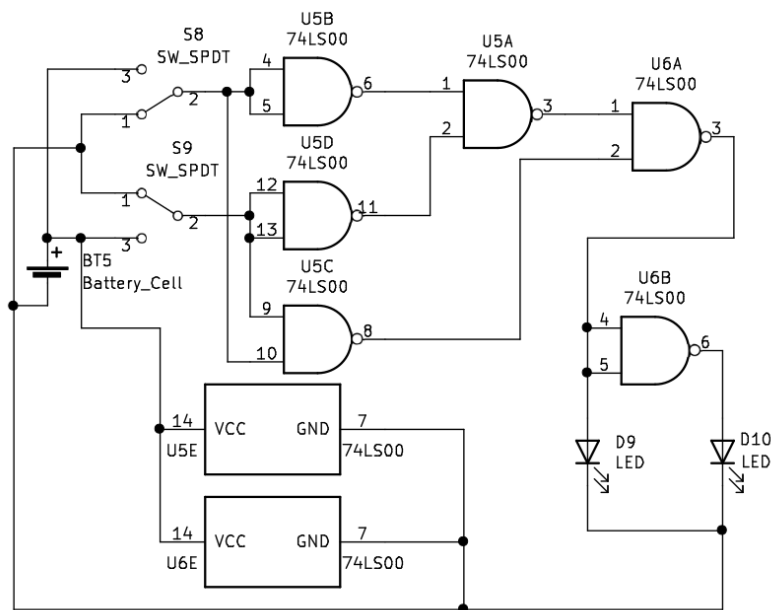 S8
SW_SPDT
3
2
1
S9
SW_SPDT
1
2
3
+
BT5
Battery_Cell
U5B
74LS00
4
5
6
U5D
74LS00
12
13
11
U5C
74LS00
9
10
8
U5A
74LS00
1
2
3
U6A
74LS00
1
2
3
U6B
74LS00
4
5
6
14
VCC
GND
7
U5E
74LS00
14
VCC
GND
7
U6E
74LS00
D9
LED
D10
LED